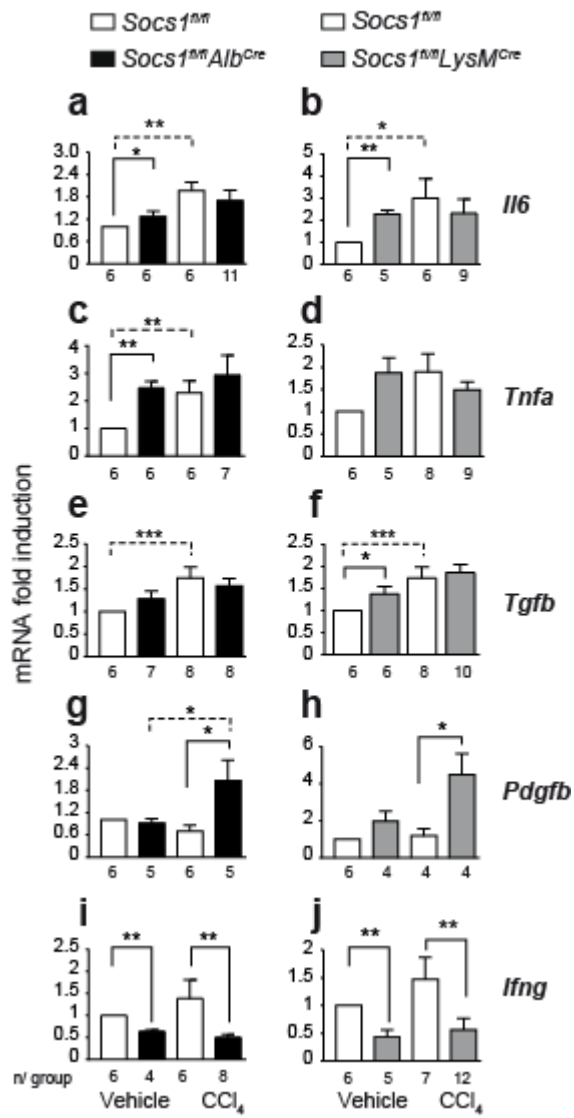 Socs1fl/fl Socs1fl/fl
Socs1fl/flAlbCre Socs1fl/flLysMCre
a b
** *
* **
3.0 2.4 1.8 1.2 0.6 5 4 3 2 1 0
Il6
6 6 6 11 6 5 6 9
c d
**
**
4 3 2 1 0 2.5 2 1.5 1 0.5
Tnfa
6 6 6 7 6 5 8 9
e f
*** ***
*
2.5 2 1.5 1 0.5 2.5 2 1.5 1 0.5
Tgfb
6 7 8 8 6 6 8 10
mRNA fold induction
g h
* *
*
3 2.4 1.8 1.2 0.6 0 6 4 2 0
Pdgfb
6 5 6 5 6 4 4 4
i j
** ** ** **
2 1.5 1 0.5 2 1.5 1 0.5 0
Ifng
n/ group 6 4 6 8 6 5 7 12
Vehicle CCl4 Vehicle CCl4